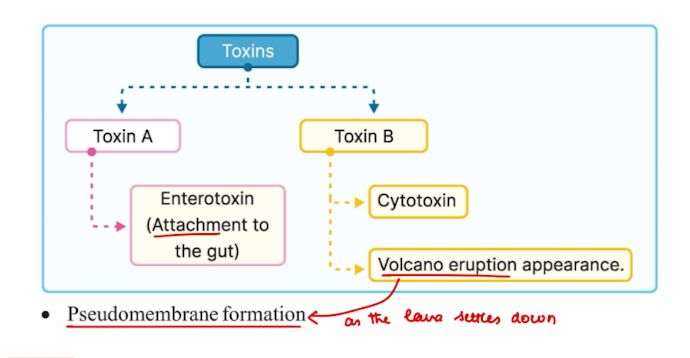 Toxins
Toxin A
Toxin B
Enterotoxin
(Attachment to
the gut)
Cytotoxin
Volcano eruption appearance.
• Pseudomembrane formation as the lava settles down